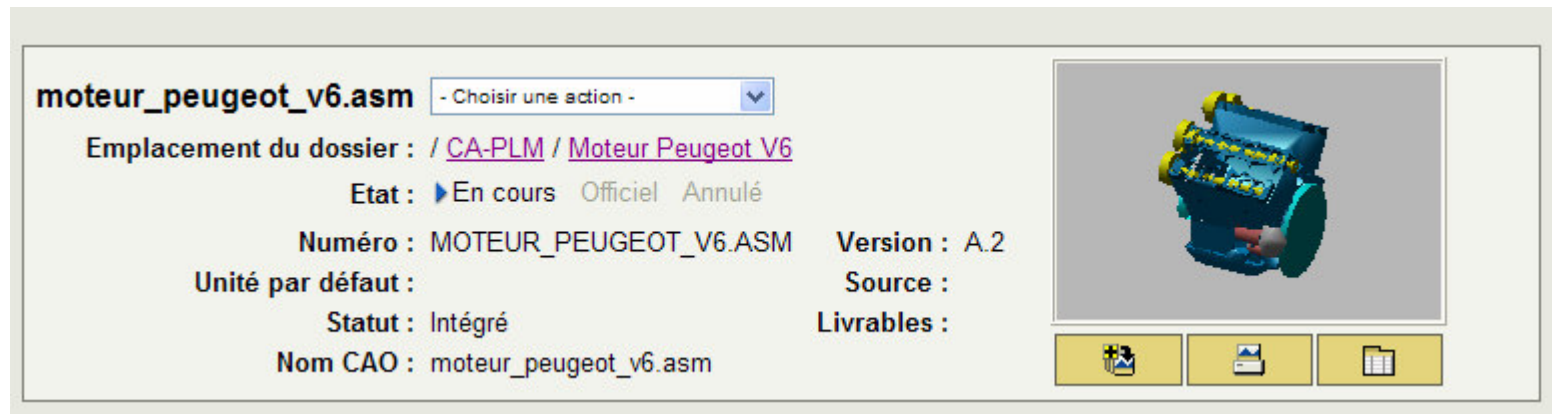 moteur_peugeot_v6.asm - Choisir une action -
Emplacement du dossier : / CA-PLM / Moteur Peugeot V6
Etat : En cours Officiel Annulé
Numéro : MOTEUR_PEUGEOT_V6.ASM Version : A.2
Unité par défaut : Source :
Statut : Intégré Livrables :
Nom CAO : moteur_peugeot_v6.asm